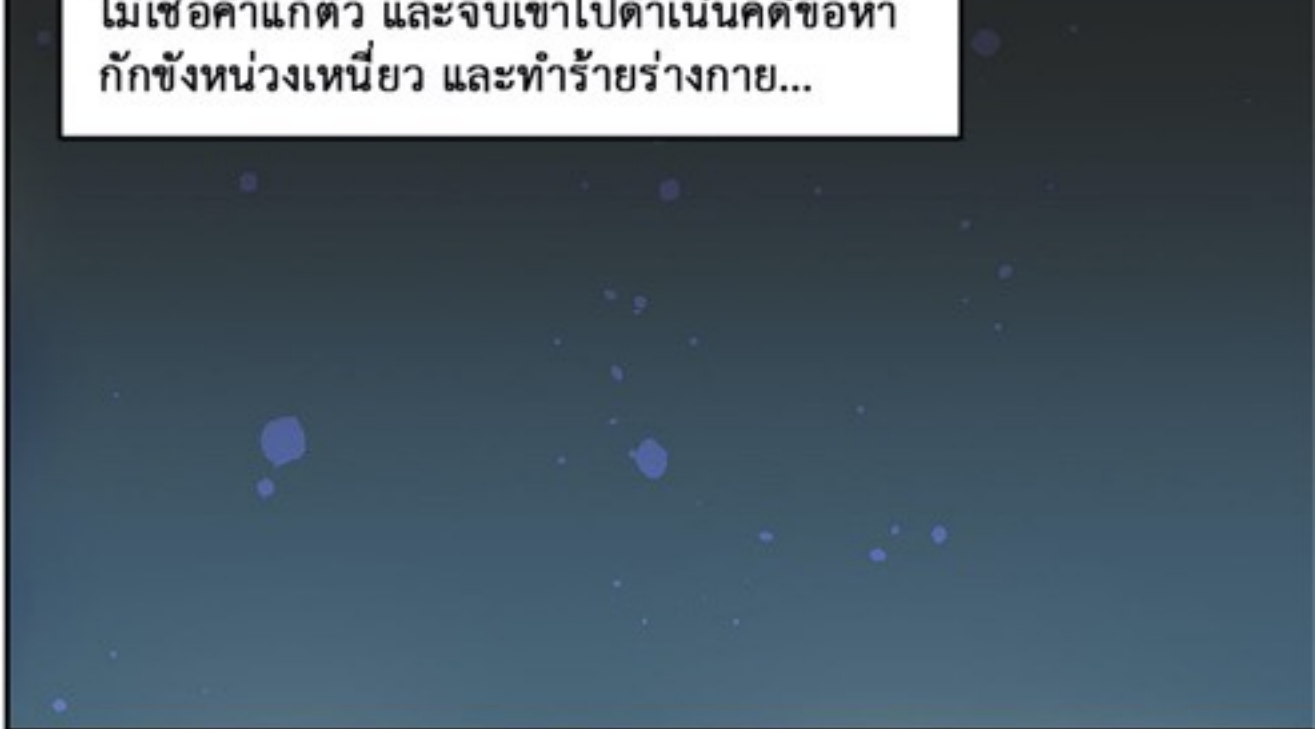 ไม่เชื่อคำแก้ตัว และจับเขาไปดำเนินคดีข้อหา
กักขังหน่วงเหนี่ยว และทำร้ายร่างกาย...